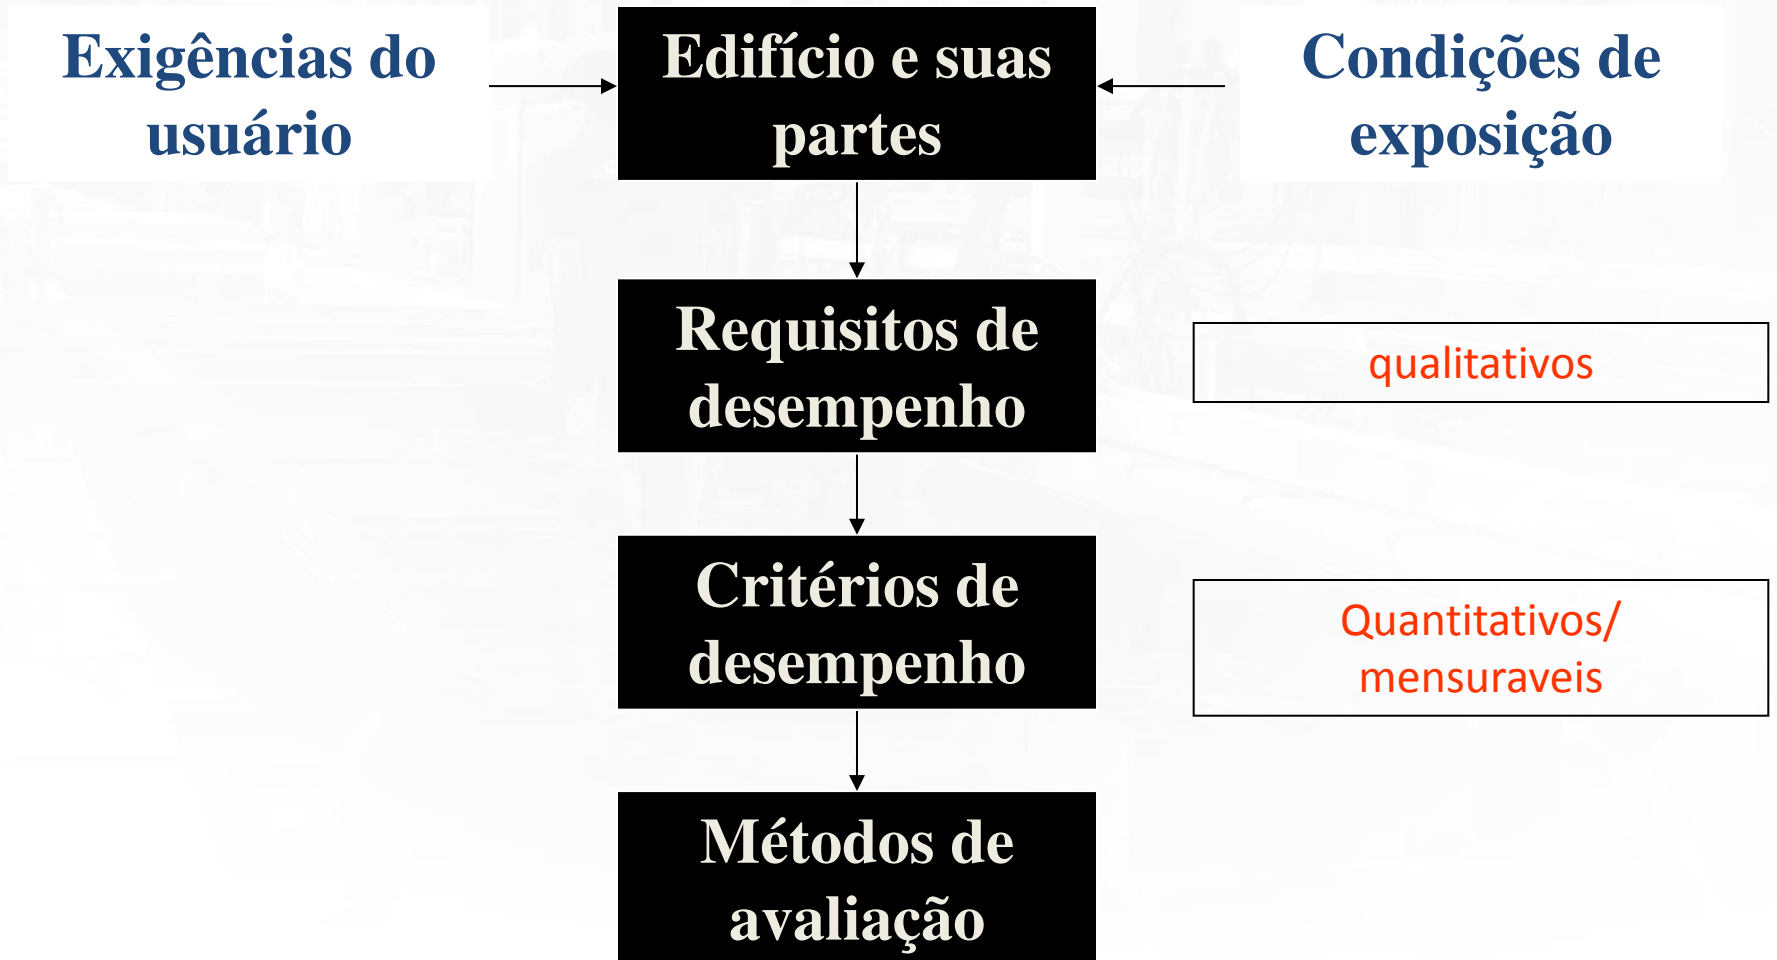 Exigências do
usuário
Edifício e suas
partes
Condições de
exposição
Requisitos de
desempenho
qualitativos
Critérios de
desempenho
Quantitativos/
mensuraveis
Métodos de
avaliação